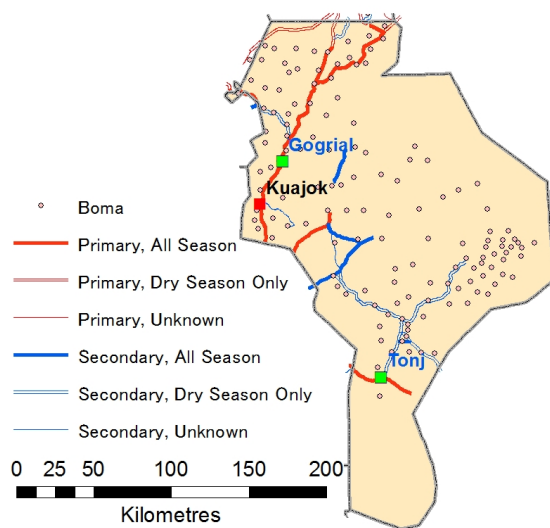 Gogrial
Kuajok
Boma
Primary, All Season
Primary, Dry Season Only
Primary, Unknown
Secondary, All Season
Secondary, Dry Season Only
Secondary, Unknown
Tonj
0 25 50 100 150 200
Kilometres